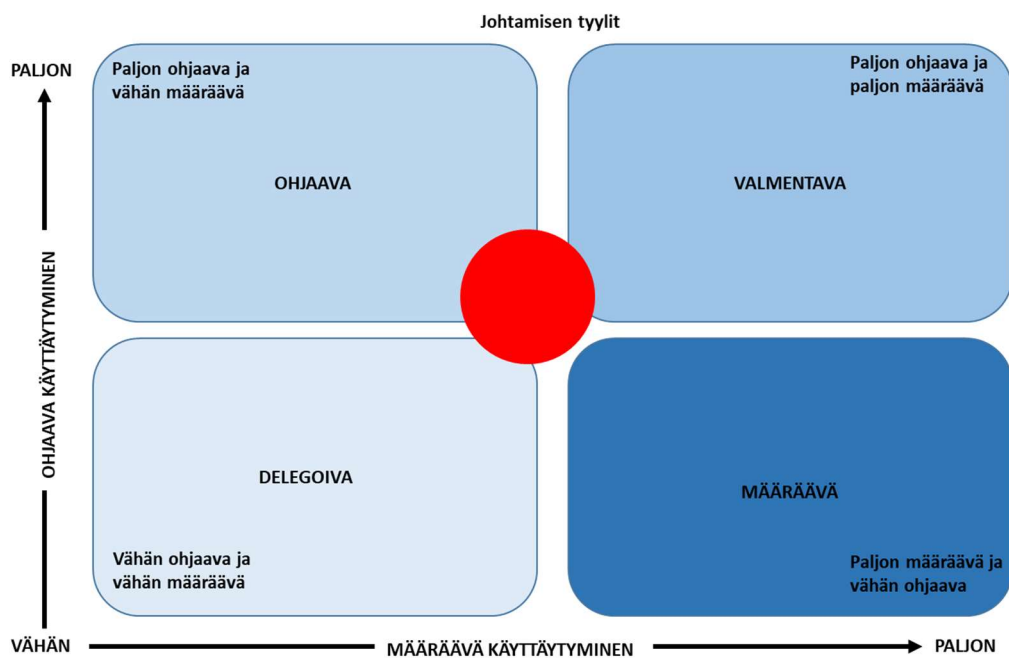 Johtamisen tyylit
PALJON
Paljon ohjaava ja
vähän määräävä
Paljon ohjaava ja
paljon määräävä
OHJAAVA
VALMENTAVA
OHJAAVA KÄYTTÄYTYMINEN
DELEGOIVA
MÄÄRÄÄVÄ
Vähän ohjaava ja
vähän määräävä
Paljon määräävä ja
vähän ohjaava
VÄHÄN
MÄÄRÄÄVÄ KÄYTTÄYTYMINEN
PALJON